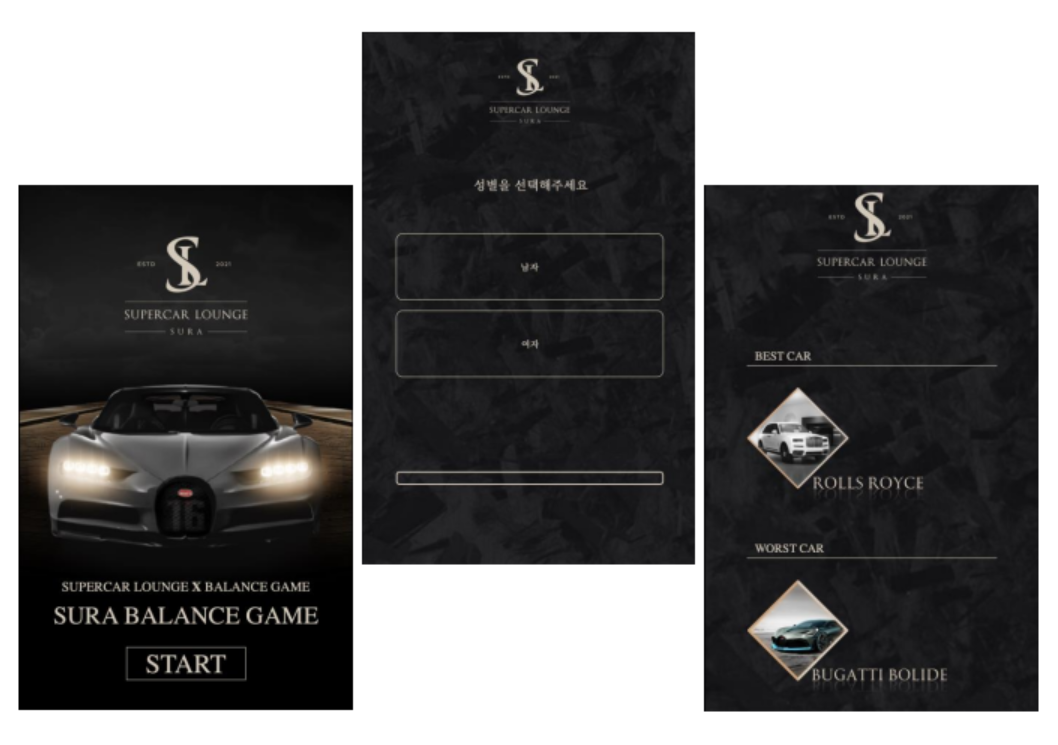 ESTD SL 2021
SUPERCAR LOUNGE
SURA
SUPERCAR LOUNGE X BALANCE GAME
SURA BALANCE GAME
START
ESTD SL 2021
SUPERCAR LOUNGE
SURA
성별을 선택해주세요
남자
여자
ESTD SL 2021
SUPERCAR LOUNGE
SURA
BEST CAR
ROLLS ROYCE
WORST CAR
BUGATTI BOLIDE